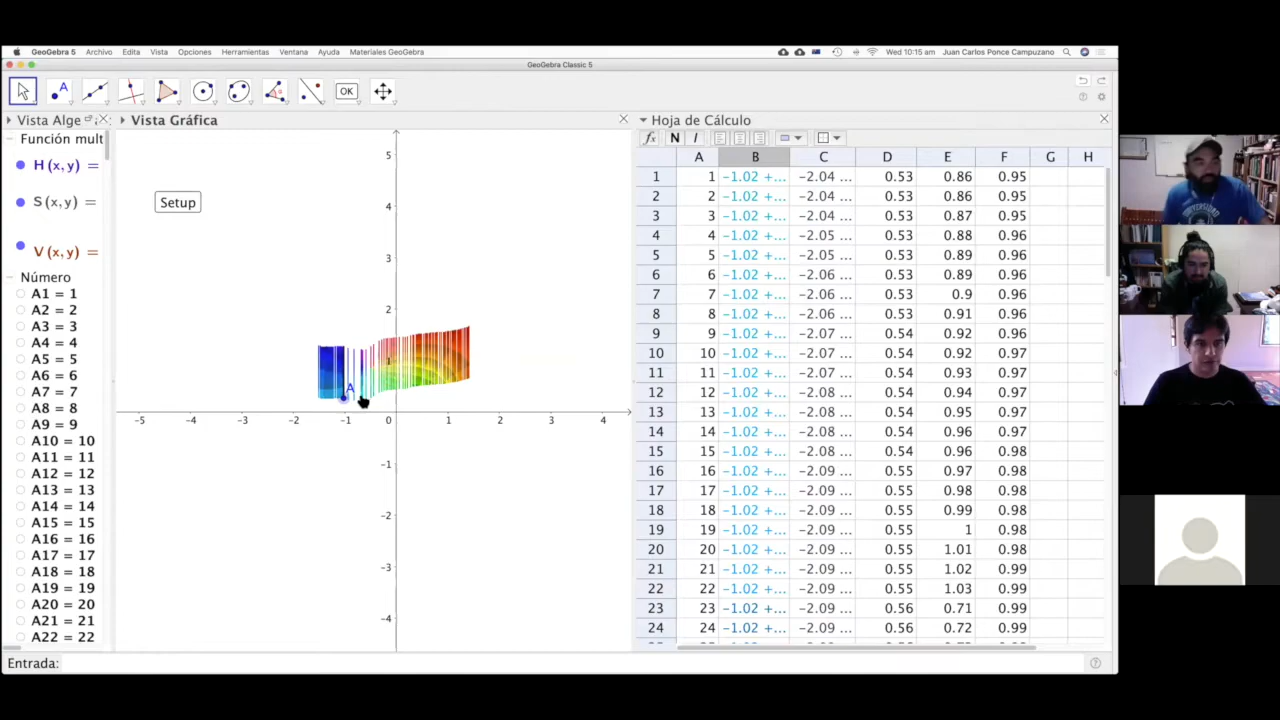 GeoGebra 5 Archivo Edita Vista Opciones Herramientas Ventana Ayuda Materiales GeoGebra Wed 10:15 am Juan Carlos Ponce Campuzano
GeoGebra Classic 5
A OK
Vista Alge Vista Gráfica Hoja de Cálculo
Función mult
H (x, y) =
S (x, y) =
V (x, y) =
Número
A1 = 1
A2 = 2
A3 = 3
A4 = 4
A5 = 5
A6 = 6
A7 = 7
A8 = 8
A9 = 9
A10 = 10
A11 = 11
A12 = 12
A13 = 13
A14 = 14
A15 = 15
A16 = 16
A17 = 17
A18 = 18
A19 = 19
A20 = 20
A21 = 21
A22 = 22
Setup
5
4
3
2
1
A
-5 -4 -3 -2 -1 0 1 2 3 4
-1
-2
-3
-4
fx N I
A B C D E F G H
1 1 -1.02 +... -2.04 ... 0.53 0.86 0.95
2 2 -1.02 +... -2.04 ... 0.53 0.86 0.95
3 3 -1.02 +... -2.04 ... 0.53 0.87 0.95
4 4 -1.02 +... -2.05 ... 0.53 0.88 0.96
5 5 -1.02 +... -2.05 ... 0.53 0.89 0.96
6 6 -1.02 +... -2.06 ... 0.53 0.89 0.96
7 7 -1.02 +... -2.06 ... 0.53 0.9 0.96
8 8 -1.02 +... -2.06 ... 0.53 0.91 0.96
9 9 -1.02 +... -2.07 ... 0.54 0.92 0.96
10 10 -1.02 +... -2.07 ... 0.54 0.92 0.97
11 11 -1.02 +... -2.07 ... 0.54 0.93 0.97
12 12 -1.02 +... -2.08 ... 0.54 0.94 0.97
13 13 -1.02 +... -2.08 ... 0.54 0.95 0.97
14 14 -1.02 +... -2.08 ... 0.54 0.96 0.97
15 15 -1.02 +... -2.08 ... 0.54 0.96 0.98
16 16 -1.02 +... -2.09 ... 0.55 0.97 0.98
17 17 -1.02 +... -2.09 ... 0.55 0.98 0.98
18 18 -1.02 +... -2.09 ... 0.55 0.99 0.98
19 19 -1.02 +... -2.09 ... 0.55 1 0.98
20 20 -1.02 +... -2.09 ... 0.55 1.01 0.98
21 21 -1.02 +... -2.09 ... 0.55 1.02 0.99
22 22 -1.02 +... -2.09 ... 0.55 1.03 0.99
23 23 -1.02 +... -2.09 ... 0.56 0.71 0.99
24 24 -1.02 +... -2.09 ... 0.56 0.72 0.99
Entrada: